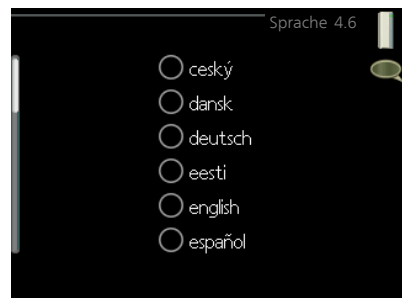 Sprache 4.6
ceský
dansk
deutsch
eesti
english
español